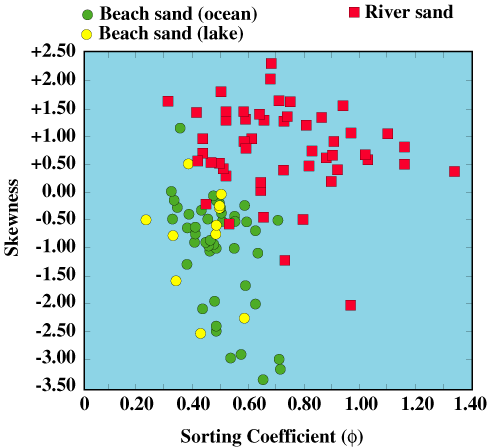 Beach sand (ocean)
River sand
Beach sand (lake)
+2.50
+2.00
+1.50
+1.00
+0.50
0.00
-0.50
-1.00
-1.50
-2.00
-2.50
-3.00
-3.50
Skewness
0 0.20 0.40 0.60 0.80 1.00 1.20 1.40
Sorting Coefficient (ϕ)